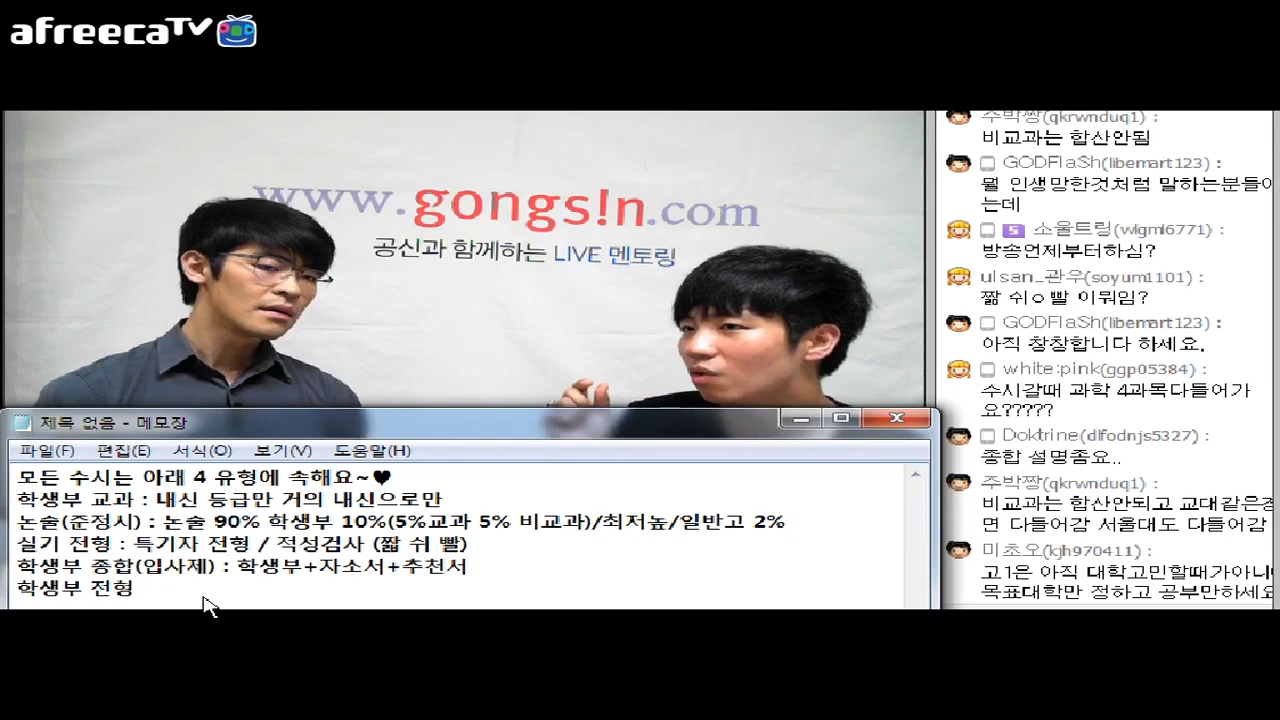 afreecaTV
www.gongs!n.com
공신과 함께하는 LIVE 멘토링
제목 없음 - 메모장
파일(F) 편집(E) 서식(O) 보기(V) 도움말(H)
모든 수시는 아래 4 유형에 속해요~♥
학생부 교과 : 내신 등급만 거의 내신으로만
논술(준정시) : 논술 90% 학생부 10%(5%교과 5% 비교과)/최저높/일반고 2%
실기 전형 : 특기자 전형 / 적성검사 (짧 쉬 빨)
학생부 종합(입사제) : 학생부+자소서+추천서
학생부 전형
주박짱(qkrwnduq1) :
비교과는 합산안됨
GODFlaSh(libemart123) :
뭘 인생망한것처럼 말하는분들이
는데
S 소울트링(wlgml6771) :
방송언제부터하심?
ulsan_관우(soyum1101) :
짧 쉬ㅇ빨 이뭐임?
GODFlaSh(libemart123) :
아직 창창합니다 하세요.
white:pink(ggp05384) :
수시갈때 과학 4과목다들어가
요?????
Doktrine(dlfodnjs5327) :
종합 설명좀요..
주박짱(qkrwnduq1) :
비교과는 합산안되고 교대같은
면 다들어감 서울대도 다들어감
미초오(kjh970411) :
고1은 아직 대학고민할때가아니
목표대학만 정하고 공부만하세요